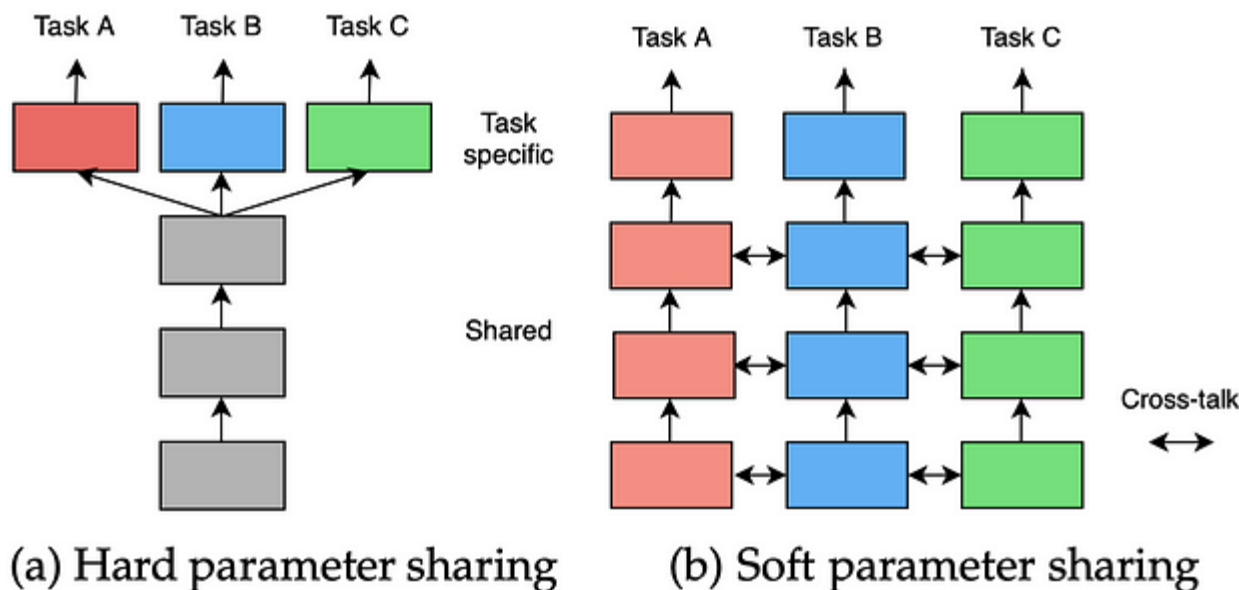 Task A
Task B
Task C
Task
specific
Shared
(a) Hard parameter sharing
Task A
Task B
Task C
Cross-talk
(b) Soft parameter sharing